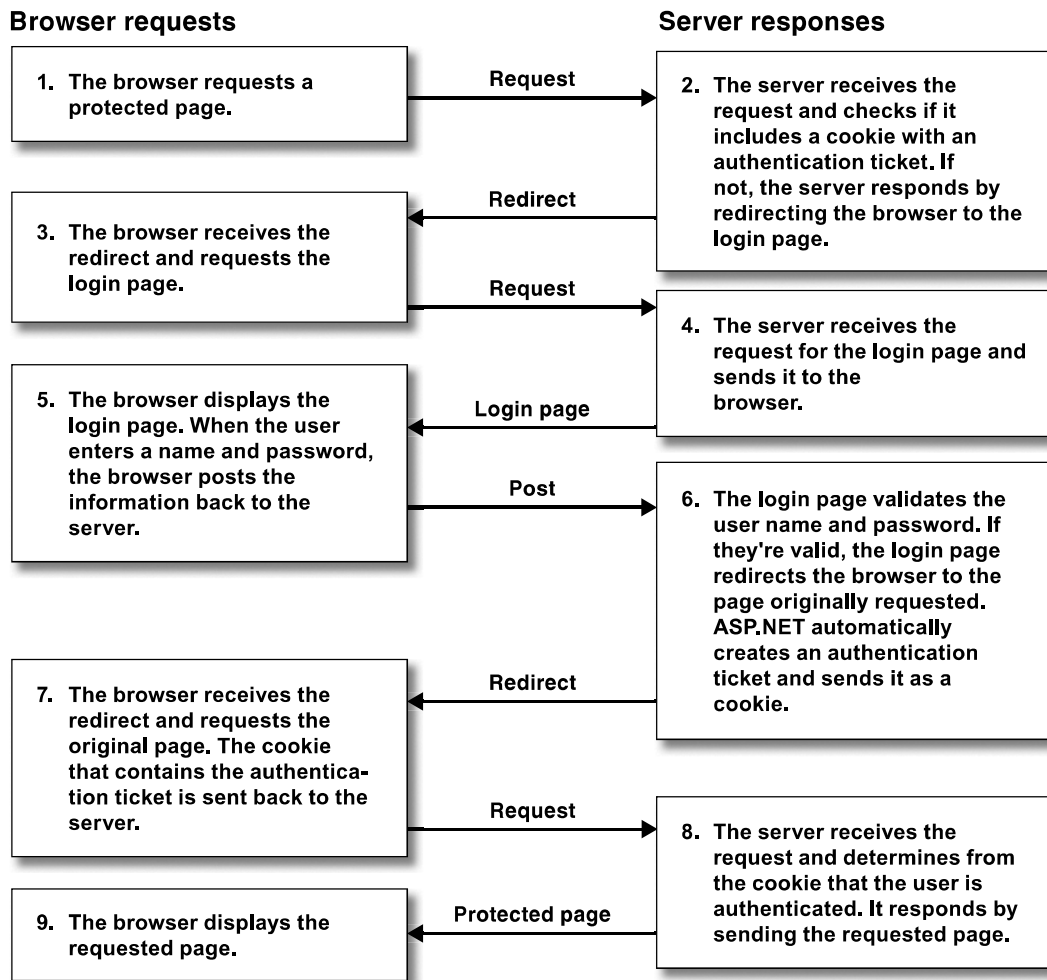 Browser requests
Server responses
1. The browser requests a
protected page.
Request
2. The server receives the
request and checks if it
includes a cookie with an
authentication ticket. If
not, the server responds by
redirecting the browser to the
login page.
Redirect
3. The browser receives the
redirect and requests the
login page.
Request
4. The server receives the
request for the login page and
sends it to the
browser.
Login page
5. The browser displays the
login page. When the user
enters a name and password,
the browser posts the
information back to the
server.
Post
6. The login page validates the
user name and password. If
they're valid, the login page
redirects the browser to the
page originally requested.
ASP.NET automatically
creates an authentication
ticket and sends it as a
cookie.
Redirect
7. The browser receives the
redirect and requests the
original page. The cookie
that contains the authentica-
tion ticket is sent back to the
server.
Request
8. The server receives the
request and determines from
the cookie that the user is
authenticated. It responds by
sending the requested page.
Protected page
9. The browser displays the
requested page.